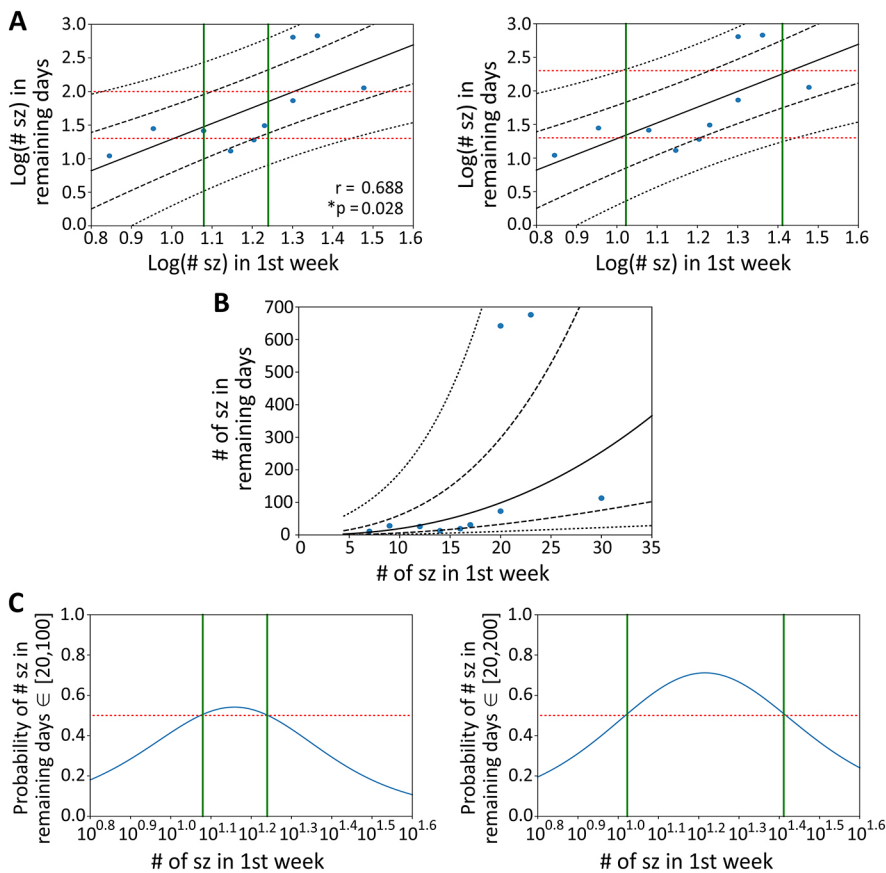 A
Log(# sz) in
remaining days
3.0
2.5
2.0
1.5
1.0
0.5
0.0
0.8 0.9 1.1 1.2 1.3 1.4 1.5 1.6
r = 0.688
*p = 0.028
Log(# sz) in 1st week
Log(# sz) in
remaining days
3.0
2.5
2.0
1.5
1.0
0.5
0.0
0.8 0.9 1.0 1.1 1.2 1.3 1.4 1.5 1.6
Log(# sz) in 1st week
B
# of sz in
remaining days
700
600
500
400
300
200
100
0
0 5 10 15 20 25 30 35
# of sz in 1st week
C
Probability of # sz in
remaining days ∈ [20,100]
1.0
0.8
0.6
0.4
0.2
0.0
10^0.8 10^0.9 10^1.0 10^1.1 10^1.2 10^1.3 10^1.4 10^1.5 10^1.6
# of sz in 1st week
Probability of # sz in
remaining days ∈ [20,200]
1.0
0.8
0.6
0.4
0.2
0.0
10^0.8 10^0.9 10^1.0 10^1.1 10^1.2 10^1.3 10^1.4 10^1.5 10^1.6
# of sz in 1st week